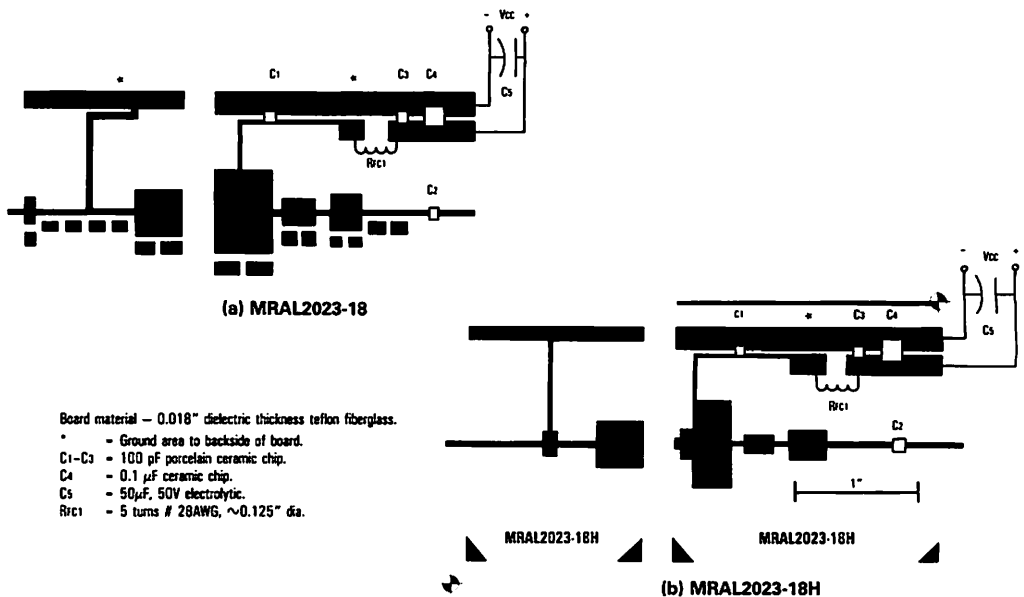 - Vcc +
C5
*
C1 * C3 C4
RFC1
C2
(a) MRAL2023-18
- Vcc +
C5
C1 * C3 C4
RFC1
C2
1"
Board material – 0.018" dielectric thickness teflon fiberglass.
* = Ground area to backside of board.
C1–C3 = 100 pF porcelain ceramic chip.
C4 = 0.1 μF ceramic chip.
C5 = 50μF, 50V electrolytic.
RFC1 = 5 turns # 28AWG, ~0.125" dia.
MRAL2023-18H
MRAL2023-18H
(b) MRAL2023-18H